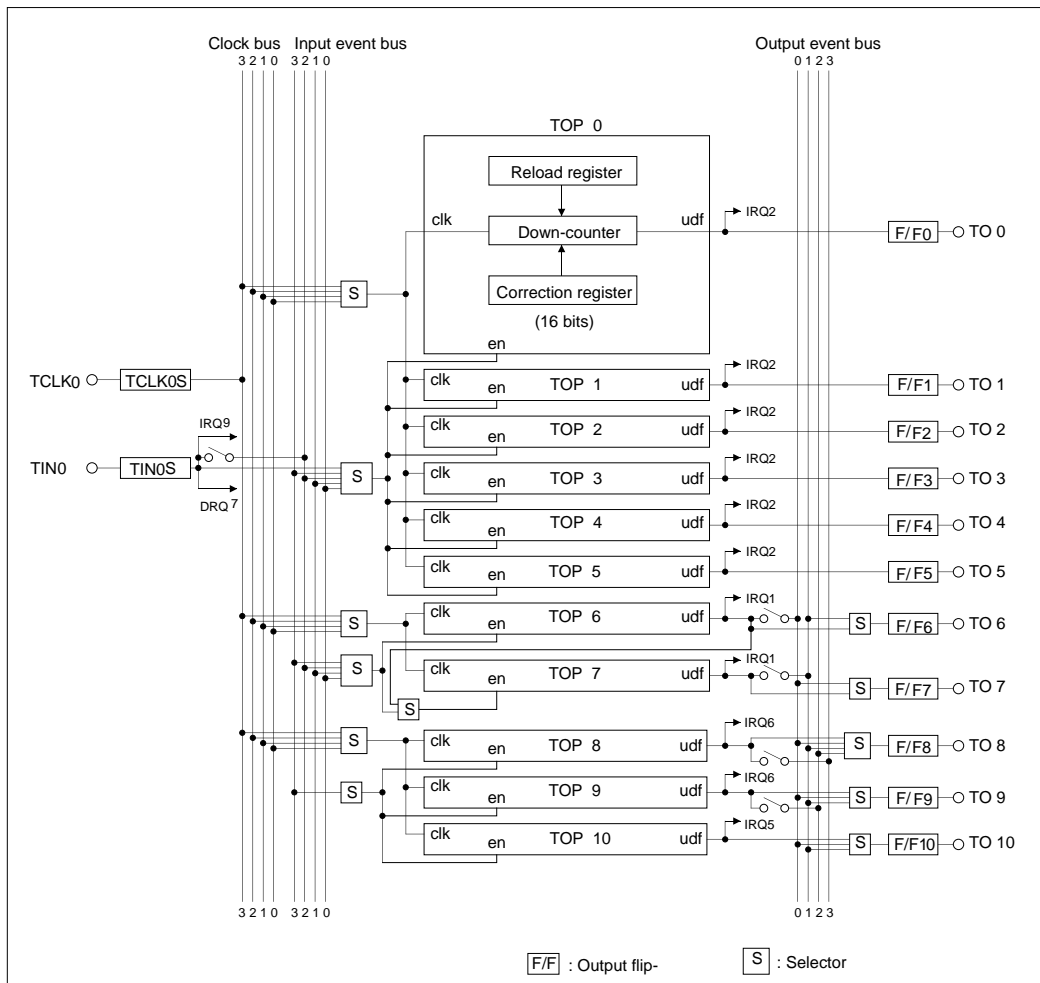 Clock bus Input event bus Output event bus
3 2 1 0 3 2 1 0 0 1 2 3
TOP 0
Reload register
IRQ2
clk Down-counter udf F/F0 TO 0
S
Correction register
(16 bits)
en
IRQ2
TCLK0 TCLK0S clk en TOP 1 udf F/F1 TO 1
IRQ9 IRQ2
clk en TOP 2 udf F/F2 TO 2
IRQ2
TIN0 TIN0S S clk en TOP 3 udf F/F3 TO 3
DRQ7 IRQ2
clk en TOP 4 udf F/F4 TO 4
IRQ2
clk en TOP 5 udf F/F5 TO 5
IRQ1
S clk en TOP 6 udf S F/F6 TO 6
IRQ1
S clk en TOP 7 udf S F/F7 TO 7
S
IRQ6
S clk en TOP 8 udf S F/F8 TO 8
IRQ6
S clk en TOP 9 udf S F/F9 TO 9
IRQ5
clk en TOP 10 udf S F/F10 TO 10
3 2 1 0 3 2 1 0 0 1 2 3
F/F : Output flip- S : Selector